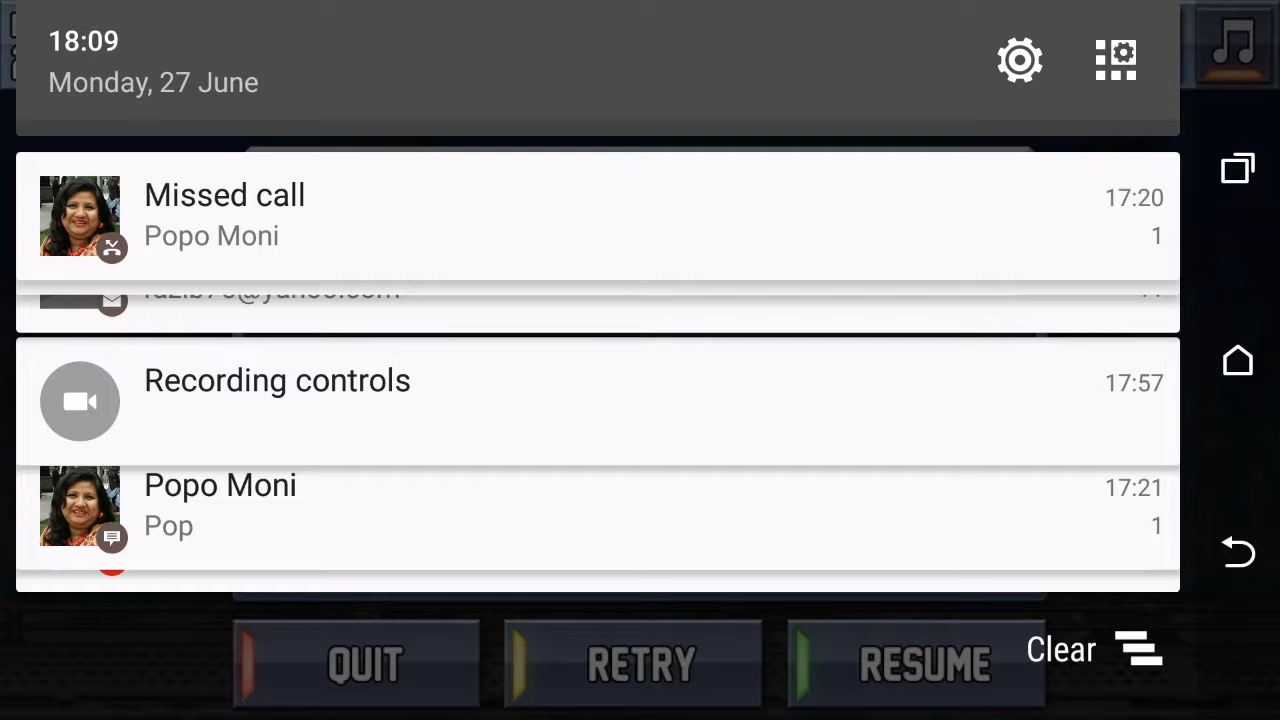 18:09
Monday, 27 June
Missed call
17:20
Popo Moni
1
Recording controls
17:57
Popo Moni
17:21
Pop
1
Clear
QUIT
RETRY
RESUME